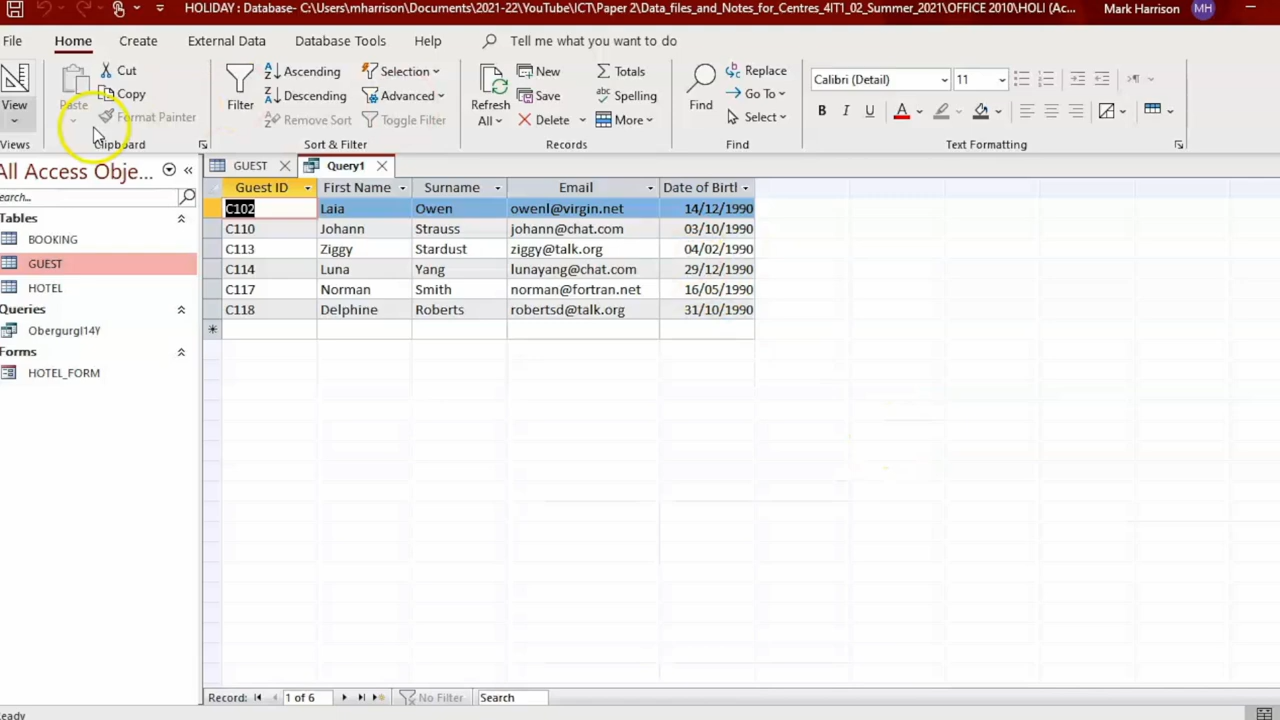 HOLIDAY : Database- C:\Users\mharrison\Documents\2021-22\YouTube\ICT\Paper 2\Data_files_and_Notes_for_Centres_4IT1_02_Summer_2021\OFFICE 2010\HOLI (Ac...
Mark Harrison
MH
File Home Create External Data Database Tools Help Tell me what you want to do
View
Views
Paste
Cut
Copy
Format Painter
Clipboard
Filter
Ascending
Descending
Remove Sort
Selection
Advanced
Toggle Filter
Sort & Filter
Refresh
All
New
Save
Delete
Totals
Spelling
More
Records
Find
Replace
Go To
Select
Find
Calibri (Detail) 11
B I U A
Text Formatting
All Access Obje...
earch...
Tables
BOOKING
GUEST
HOTEL
Queries
Obergurgl14Y
Forms
HOTEL_FORM
GUEST Query1
Guest ID First Name Surname Email Date of Birtl
C102 Laia Owen owenl@virgin.net 14/12/1990
C110 Johann Strauss johann@chat.com 03/10/1990
C113 Ziggy Stardust ziggy@talk.org 04/02/1990
C114 Luna Yang lunayang@chat.com 29/12/1990
C117 Norman Smith norman@fortran.net 16/05/1990
C118 Delphine Roberts robertsd@talk.org 31/10/1990
Record: 1 of 6 No Filter Search
eady